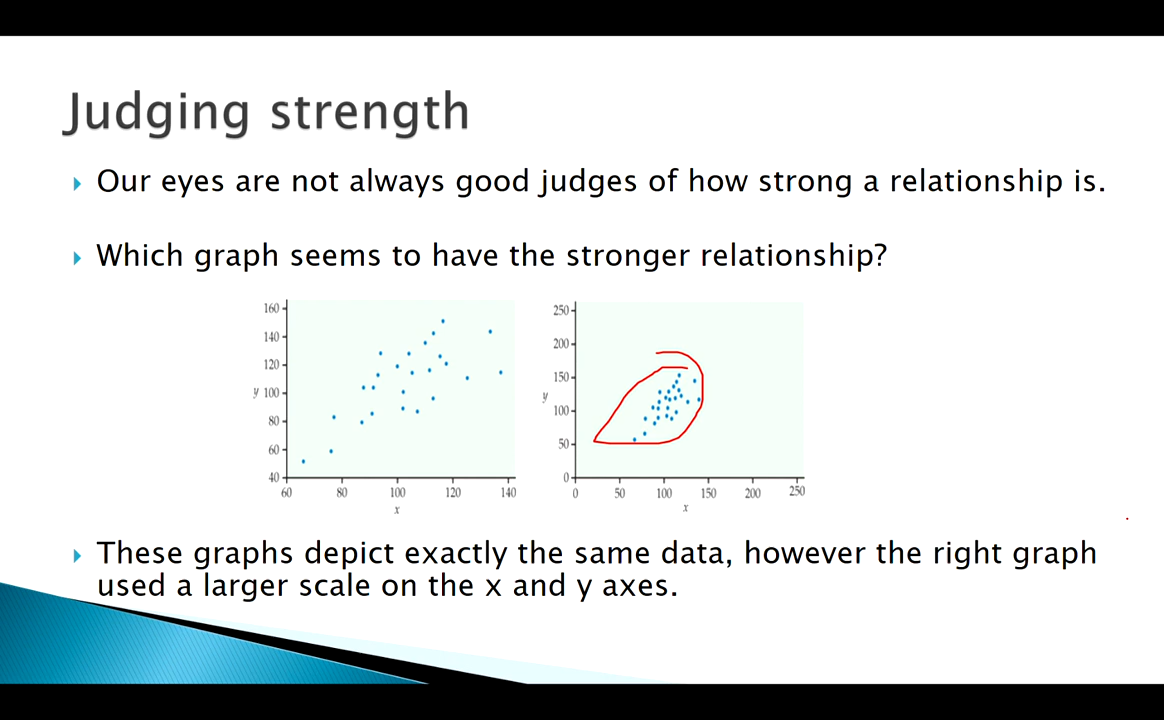 Judging strength
Our eyes are not always good judges of how strong a relationship is.
Which graph seems to have the stronger relationship?
160
140
120
y 100
80
60
40
60 80 100 120 140
x
250
200
150
y
100
50
0
0 50 100 150 200 250
x
These graphs depict exactly the same data, however the right graph
used a larger scale on the x and y axes.